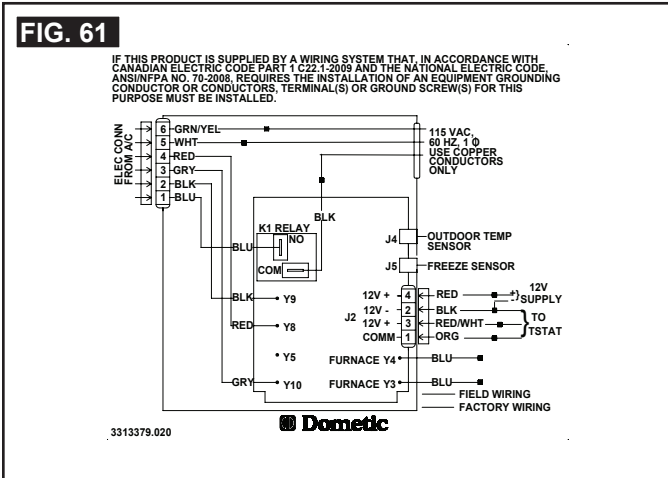 FIG. 61
IF THIS PRODUCT IS SUPPLIED BY A WIRING SYSTEM THAT, IN ACCORDANCE WITH
CANADIAN ELECTRIC CODE PART 1 C22.1-2009 AND THE NATIONAL ELECTRIC CODE,
ANSI/NFPA NO. 70-2008, REQUIRES THE INSTALLATION OF AN EQUIPMENT GROUNDING
CONDUCTOR OR CONDUCTORS, TERMINAL(S) OR GROUND SCREW(S) FOR THIS
PURPOSE MUST BE INSTALLED.
ELEC CONN
FROM A/C
6 GRN/YEL
5 WHT
4 RED
3 GRY
2 BLK
1 BLU
115 VAC,
60 HZ, 1 Φ
USE COPPER
CONDUCTORS
ONLY
BLK
K1 RELAY
NO
BLU
COM
J4 OUTDOOR TEMP
SENSOR
J5 FREEZE SENSOR
BLK Y9
RED Y8
Y5
GRY Y10
J2
12V + 4 RED
12V - 2 BLK
12V + 3 RED/WHT
COMM 1 ORG
+ 12V
- SUPPLY
TO
TSTAT
FURNACE Y4 BLU
FURNACE Y3 BLU
FIELD WIRING
FACTORY WIRING
Dometic
3313379.020